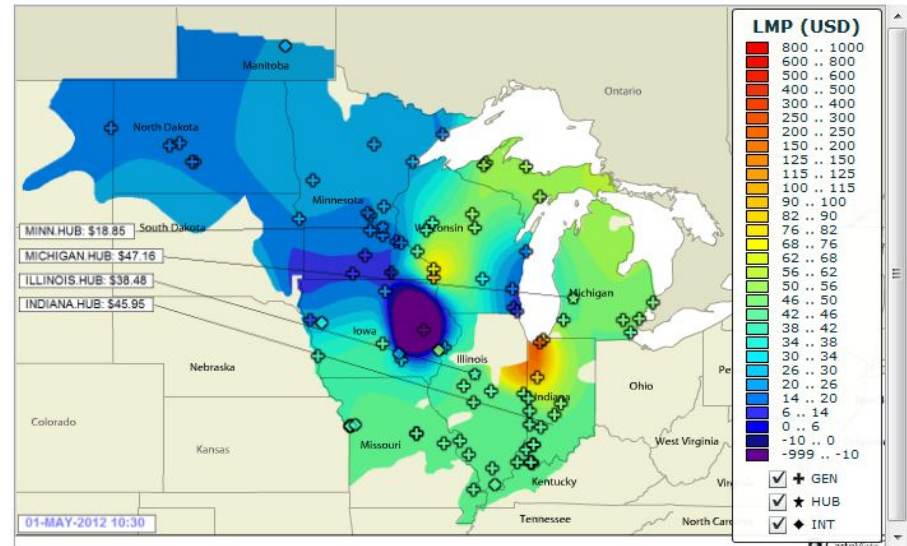 LMP (USD)
800 .. 1000
600 .. 800
500 .. 600
400 .. 500
300 .. 400
250 .. 300
200 .. 250
150 .. 200
125 .. 150
115 .. 125
100 .. 115
90 .. 100
82 .. 90
76 .. 82
68 .. 76
62 .. 68
56 .. 62
50 .. 56
46 .. 50
42 .. 46
38 .. 42
34 .. 38
30 .. 34
26 .. 30
20 .. 26
14 .. 20
6 .. 14
0 .. 6
-10 .. 0
-999 .. -10
GEN
HUB
INT
Manitoba
Ontario
North Dakota
Minnesota
South Dakota
Wisconsin
MINN.HUB: $18.85
MICHIGAN.HUB: $47.16
ILLINOIS.HUB: $38.48
INDIANA.HUB: $45.95
Michigan
Iowa
Nebraska
Illinois
Indiana
Ohio
Colorado
Kansas
Missouri
West Virginia
Kentucky
Tennessee
01-MAY-2012 10:30